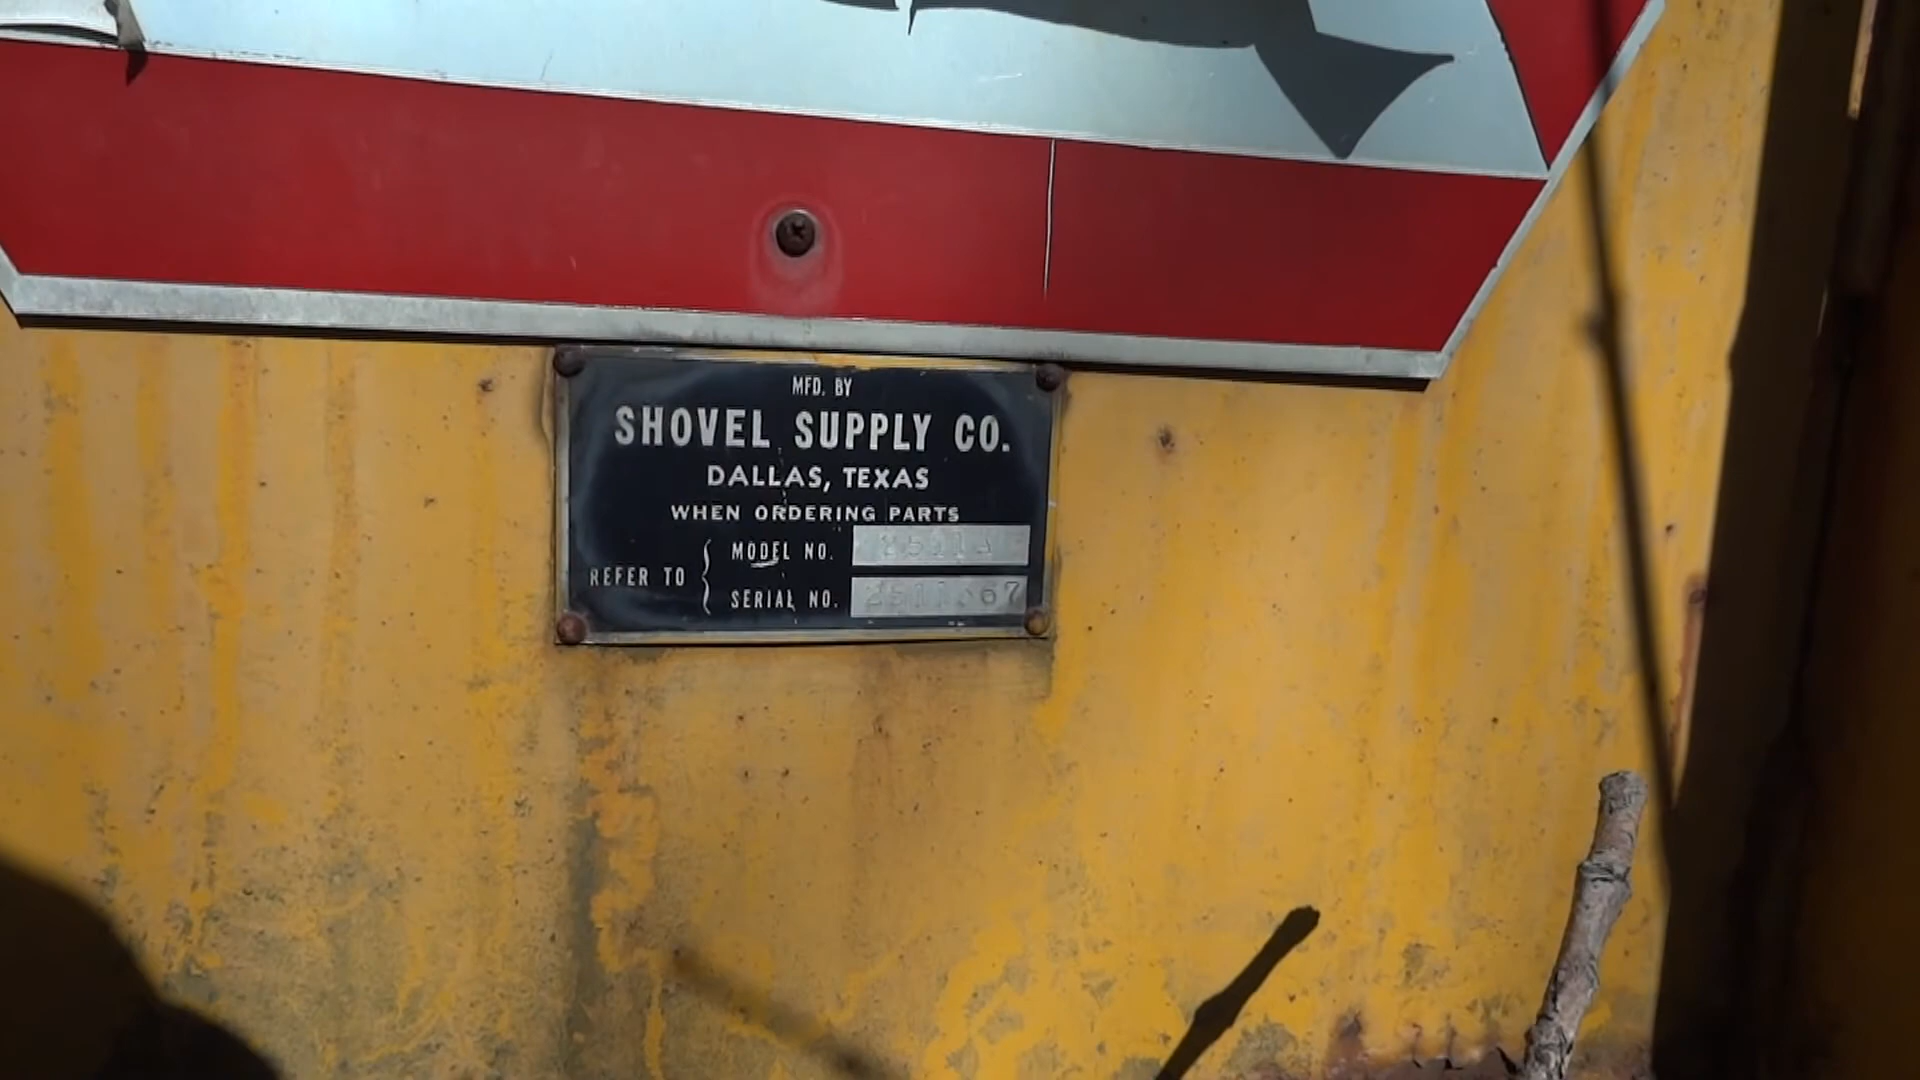 MFD. BY
SHOVEL SUPPLY CO.
DALLAS, TEXAS
WHEN ORDERING PARTS
REFER TO
MODEL NO.
SERIAL NO.